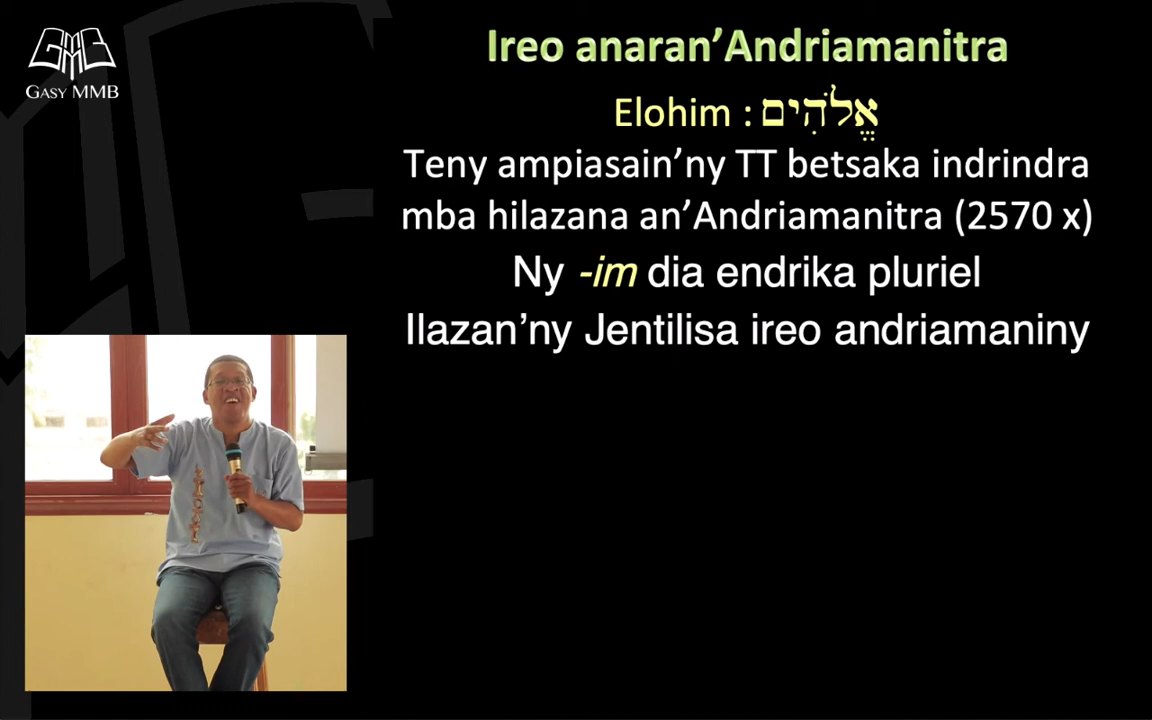 GMMB
GASY MMB
Ireo anaran’Andriamanitra
Elohim : אֱלֹהִים
Teny ampiasain’ny TT betsaka indrindra
mba hilazana an’Andriamanitra (2570 x)
Ny -im dia endrika pluriel
Ilazan’ny Jentilisa ireo andriamaniny